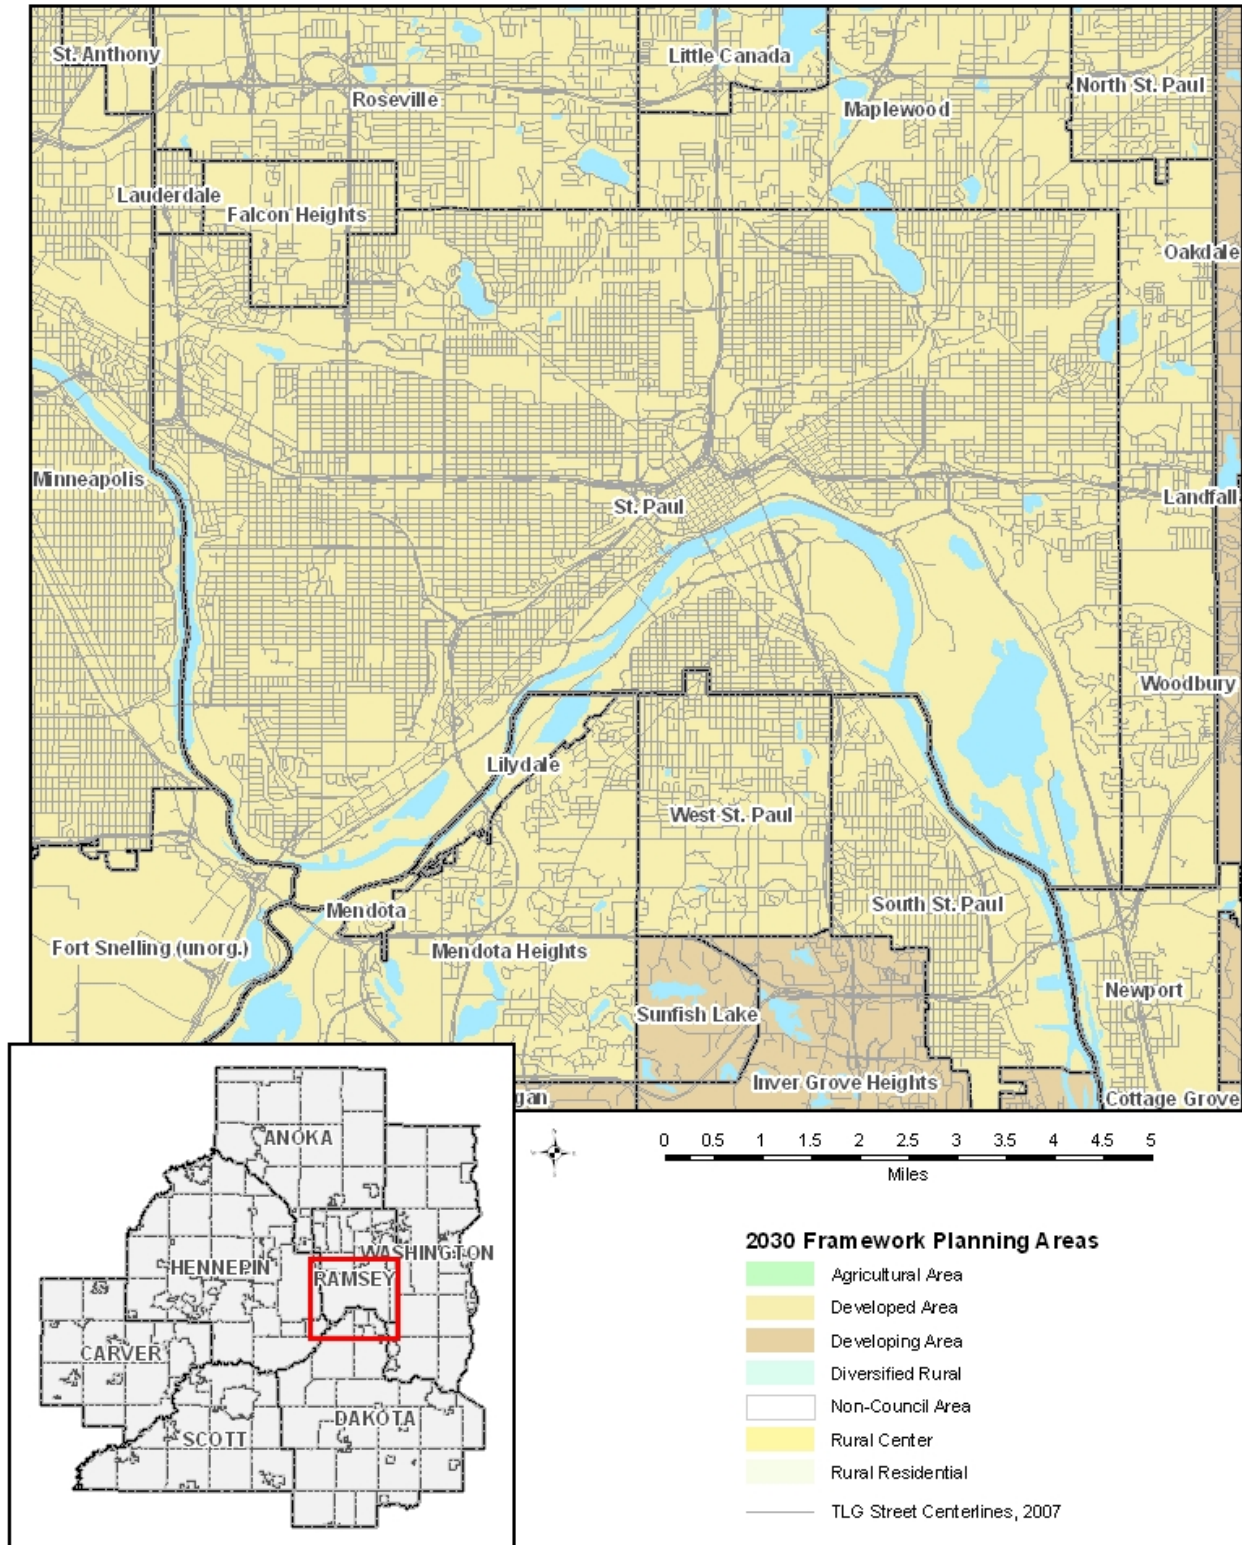 St. Anthony
Little Canada
North St. Paul
Roseville
Maplewood
Lauderdale
Falcon Heights
Oakdale
Minneapolis
Landfall
St. Paul
Woodbury
Lilydale
West St. Paul
South St. Paul
Mendota
Fort Snelling (unorg.)
Mendota Heights
Newport
Sunfish Lake
Inver Grove Heights
gan
Cottage Grove
ANOKA
HENNEPIN
WASHINGTON
RAMSEY
CARVER
SCOTT
DAKOTA
0 0.5 1 1.5 2 2.5 3 3.5 4 4.5 5
Miles
2030 Framework Planning Areas
Agricultural Area
Developed Area
Developing Area
Diversified Rural
Non-Council Area
Rural Center
Rural Residential
TLG Street Centerlines, 2007